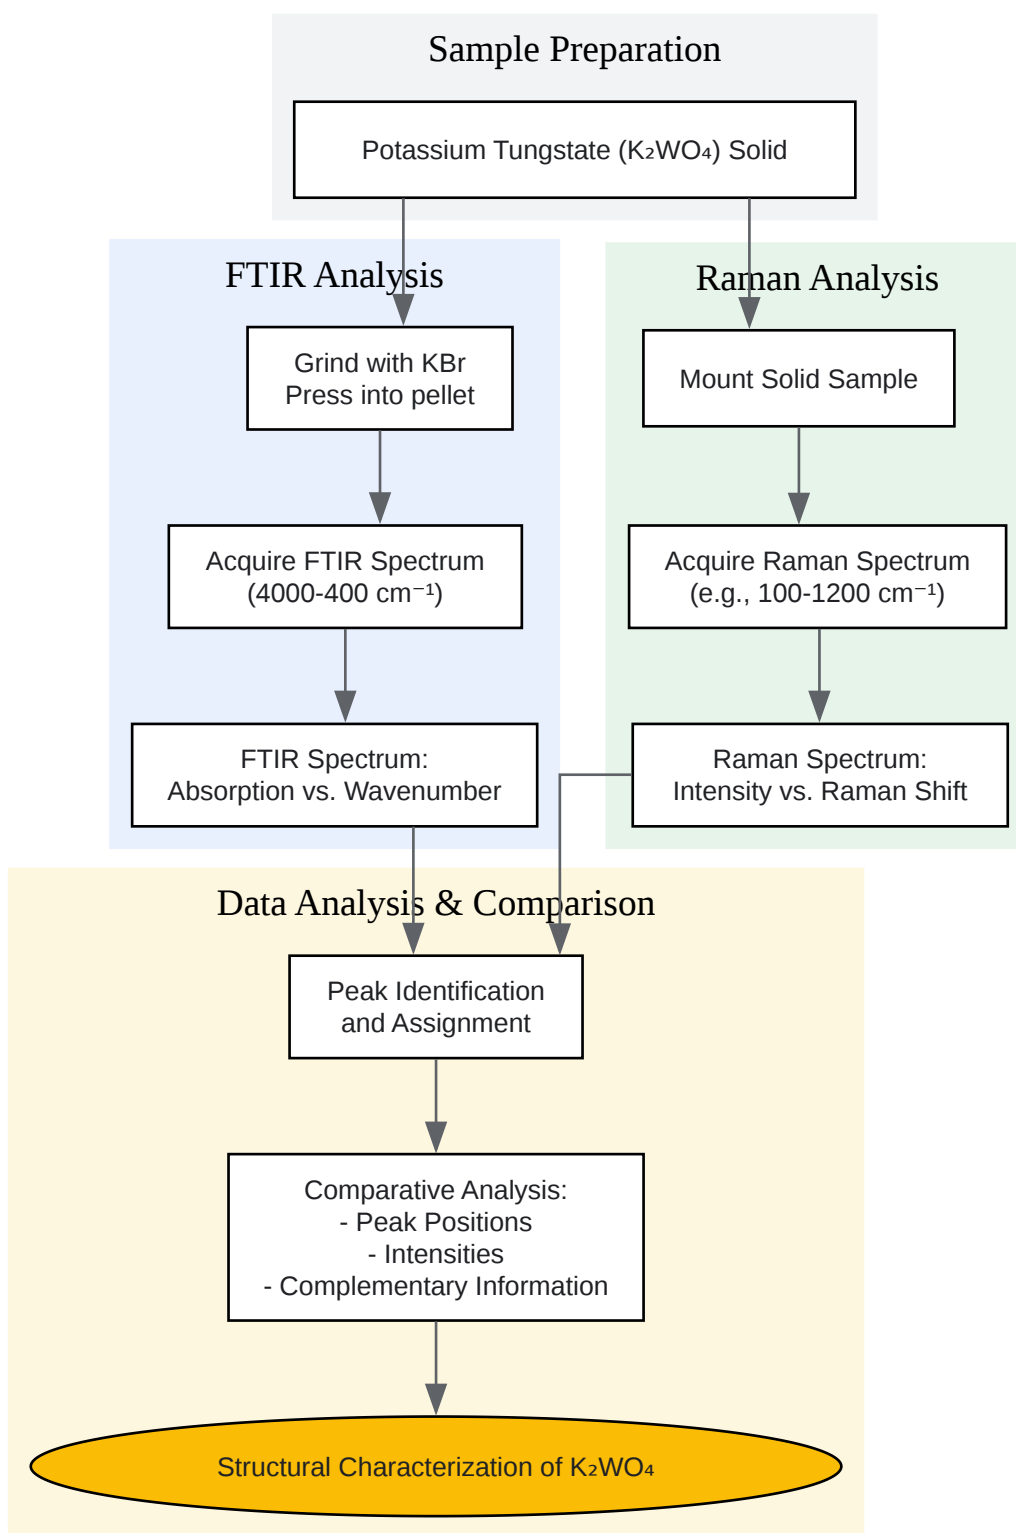 Sample Preparation
Potassium Tungstate (K₂WO₄) Solid
FTIR Analysis
Grind with KBr
Press into pellet
Acquire FTIR Spectrum
(4000-400 cm⁻¹)
FTIR Spectrum:
Absorption vs. Wavenumber
Raman Analysis
Mount Solid Sample
Acquire Raman Spectrum
(e.g., 100-1200 cm⁻¹)
Raman Spectrum:
Intensity vs. Raman Shift
Data Analysis & Comparison
Peak Identification
and Assignment
Comparative Analysis:
- Peak Positions
- Intensities
- Complementary Information
Structural Characterization of K₂WO₄